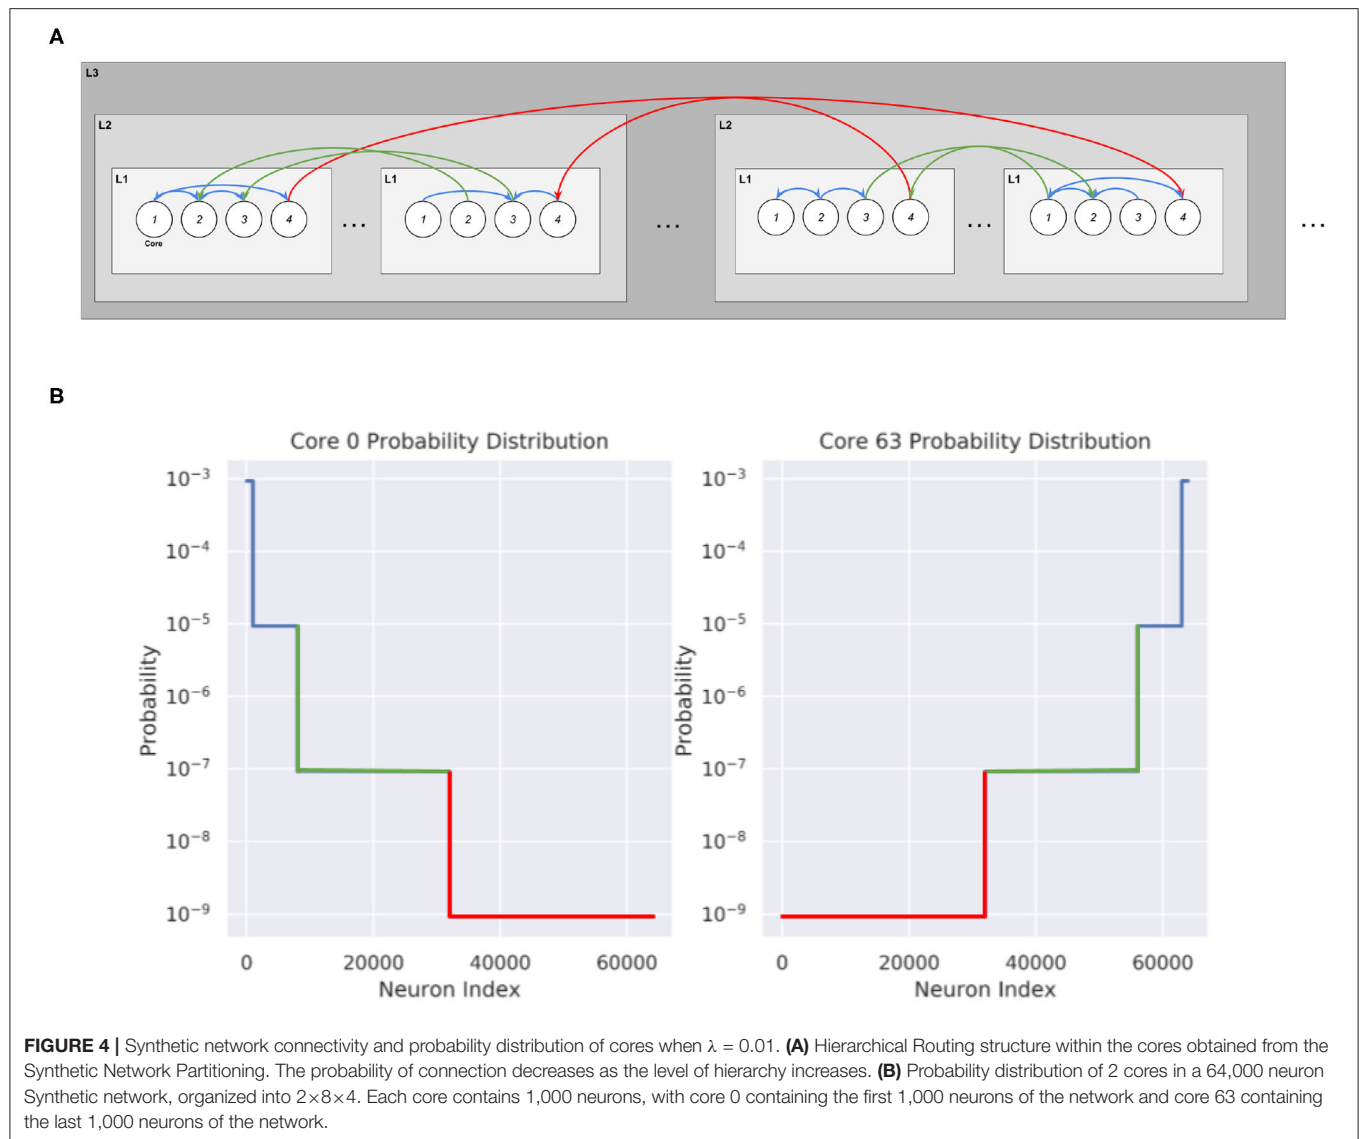 A
L3
L2
L2
L1
L1
L1
L1
1 2 3 4 ... 1 2 3 4 ... 1 2 3 4 ... 1 2 3 4 ...
Core
B
Core 0 Probability Distribution
10⁻³
10⁻⁴
10⁻⁵
10⁻⁶
10⁻⁷
10⁻⁸
10⁻⁹
Probability
0 20000 40000 60000
Neuron Index
Core 63 Probability Distribution
10⁻³
10⁻⁴
10⁻⁵
10⁻⁶
10⁻⁷
10⁻⁸
10⁻⁹
Probability
0 20000 40000 60000
Neuron Index
FIGURE 4 | Synthetic network connectivity and probability distribution of cores when λ = 0.01. (A) Hierarchical Routing structure within the cores obtained from the
Synthetic Network Partitioning. The probability of connection decreases as the level of hierarchy increases. (B) Probability distribution of 2 cores in a 64,000 neuron
Synthetic network, organized into 2×8×4. Each core contains 1,000 neurons, with core 0 containing the first 1,000 neurons of the network and core 63 containing
the last 1,000 neurons of the network.